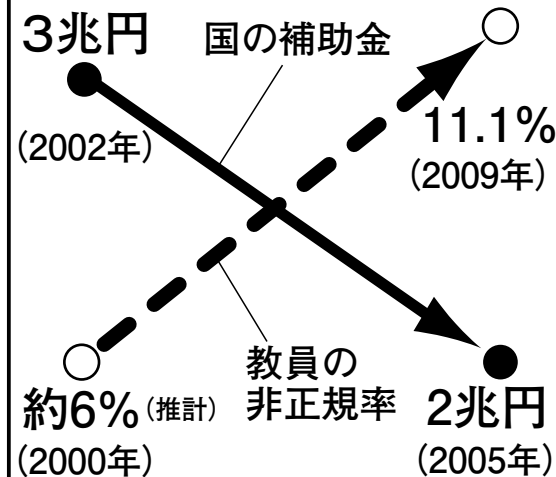 3兆円
(2002年)
国の補助金
11.1%
(2009年)
約6%(推計)
(2000年)
教員の
非正規率
2兆円
(2005年)